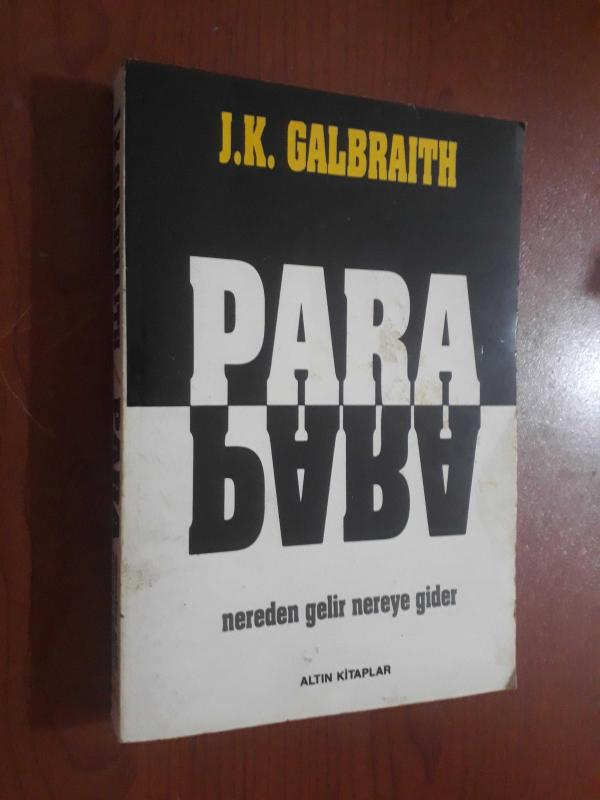 J.K. GALBRAITH
PARA
PARA
nereden gelir nereye gider
ALTIN KİTAPLAR